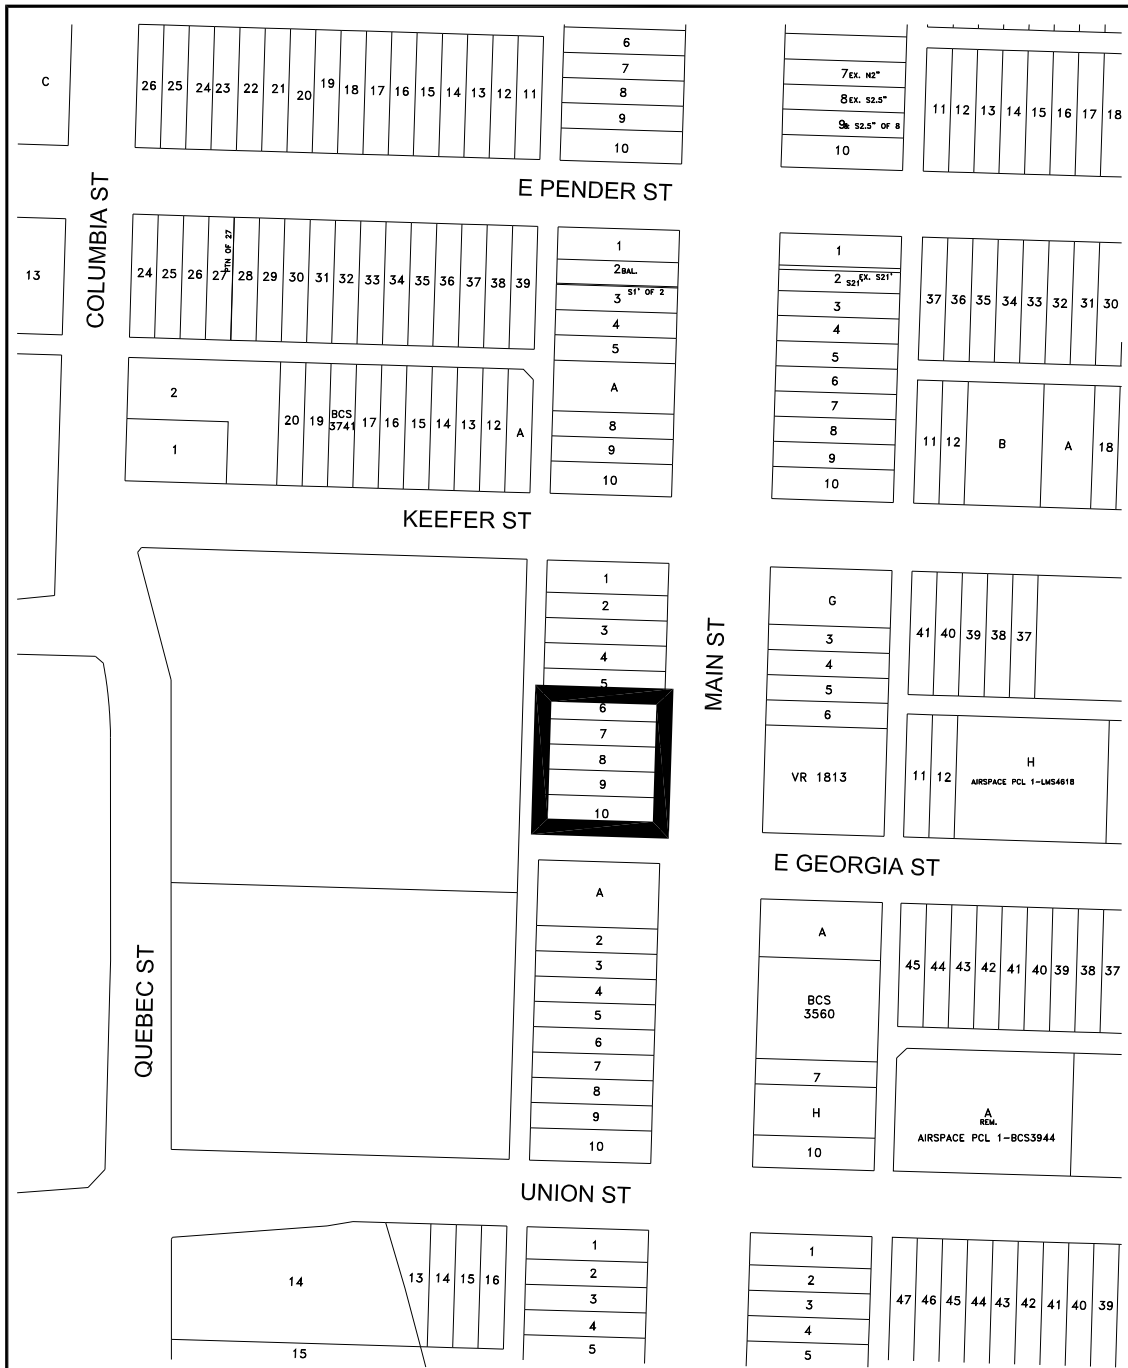 C
26 25 24 23 22 21 20 19 18 17 16 15 14 13 12 11
6
7
8
9
10
7 EX. N2"
8 EX. S2.5"
9 & S2.5" OF 8
10
11 12 13 14 15 16 17 18
E PENDER ST
COLUMBIA ST
13
24 25 26 27 PTN OF 27 28 29 30 31 32 33 34 35 36 37 38 39
1
2 BAL.
3 S1' OF 2
4
5
A
8
9
10
1
2 S21' EX. S21'
3
4
5
6
7
8
9
10
37 36 35 34 33 32 31 30
2
1
20 19 BCS 3741 17 16 15 14 13 12 A
11 12 B A 18
KEEFER ST
1
2
3
4
5
6
7
8
9
10
MAIN ST
G
3
4
5
6
VR 1813
41 40 39 38 37
11 12 H
AIRSPACE PCL 1-LMS4618
E GEORGIA ST
QUEBEC ST
A
2
3
4
5
6
7
8
9
10
A
BCS
3560
7
H
10
45 44 43 42 41 40 39 38 37
A
REM.
AIRSPACE PCL 1-BCS3944
UNION ST
14
13 14 15 16
15
1
2
3
4
5
1
2
3
4
5
47 46 45 44 43 42 41 40 39